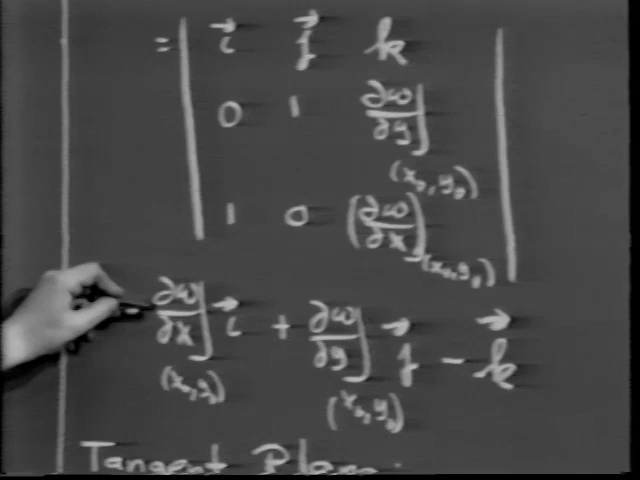 = | i⃗ j⃗ k |
0 1 ∂w/∂y]
(x₀, y₀)
1 0 (∂w/∂x)
(x₀, y₀)
∂w/∂x] i⃗ + ∂w/∂y] j⃗ − k⃗
(x₀, y₀) (x₀, y₀)
Tangent Plane: